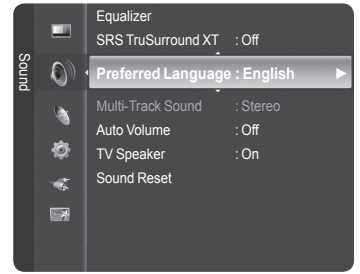 Sound
Equalizer
SRS TruSurround XT : Off
Preferred Language : English
Multi-Track Sound : Stereo
Auto Volume : Off
TV Speaker : On
Sound Reset